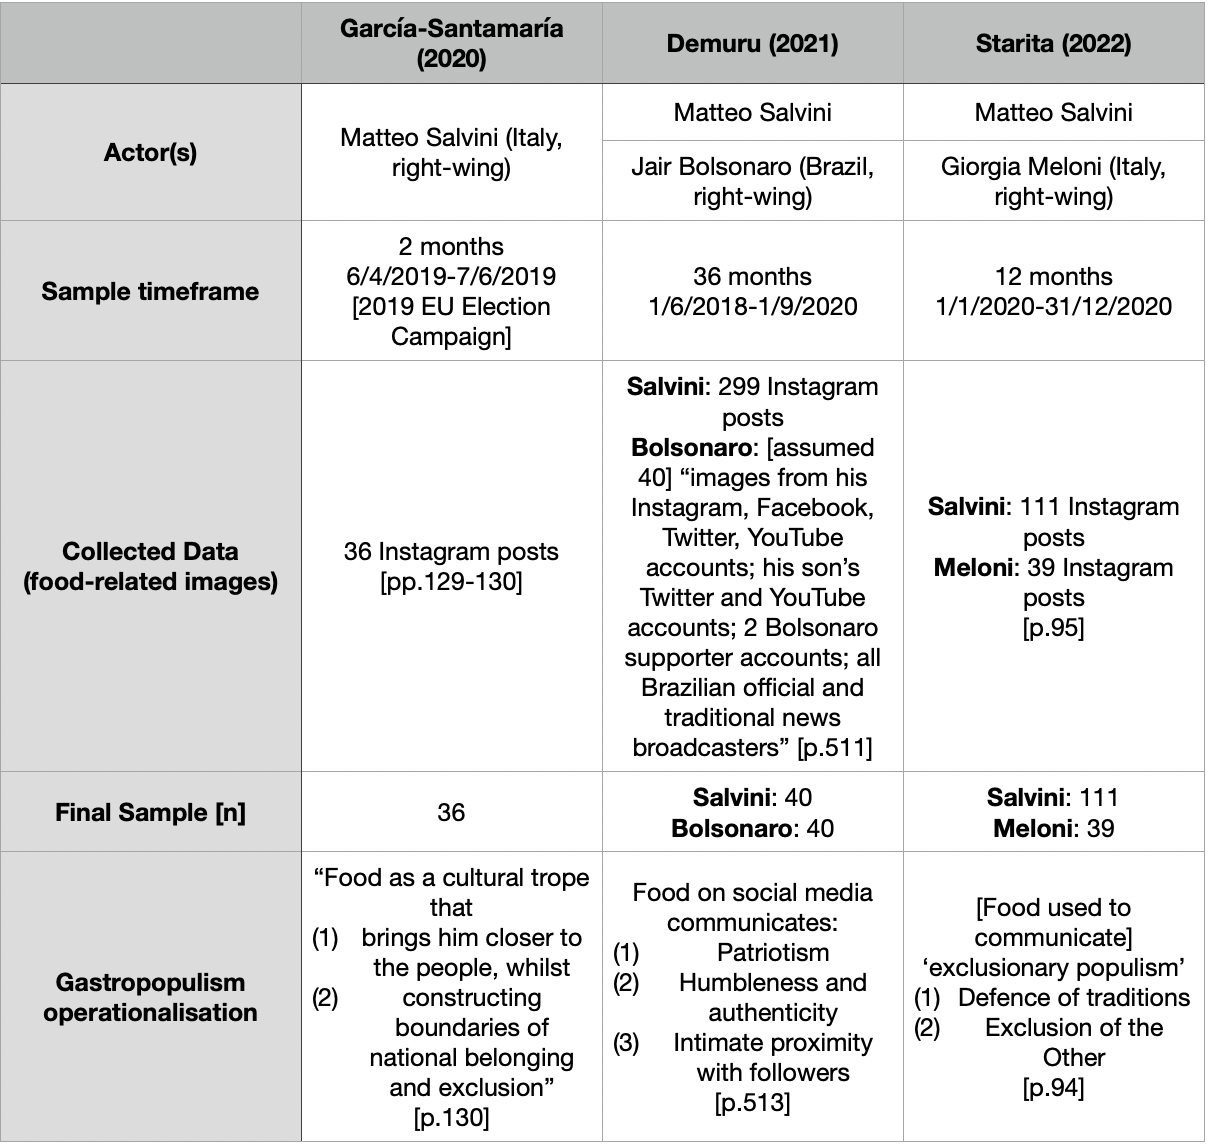 García-Santamaría
(2020)
Demuru (2021)
Starita (2022)
Actor(s)
Matteo Salvini (Italy,
right-wing)
Matteo Salvini
Jair Bolsonaro (Brazil,
right-wing)
Matteo Salvini
Giorgia Meloni (Italy,
right-wing)
Sample timeframe
2 months
6/4/2019-7/6/2019
[2019 EU Election
Campaign]
36 months
1/6/2018-1/9/2020
12 months
1/1/2020-31/12/2020
Collected Data
(food-related images)
36 Instagram posts
[pp.129-130]
Salvini: 299 Instagram
posts
Bolsonaro: [assumed
40] “images from his
Instagram, Facebook,
Twitter, YouTube
accounts; his son’s
Twitter and YouTube
accounts; 2 Bolsonaro
supporter accounts; all
Brazilian official and
traditional news
broadcasters” [p.511]
Salvini: 111 Instagram
posts
Meloni: 39 Instagram
posts
[p.95]
Final Sample [n]
36
Salvini: 40
Bolsonaro: 40
Salvini: 111
Meloni: 39
Gastropopulism
operationalisation
“Food as a cultural trope
that
(1) brings him closer to
the people, whilst
(2) constructing
boundaries of
national belonging
and exclusion”
[p.130]
Food on social media
communicates:
(1) Patriotism
(2) Humbleness and
authenticity
(3) Intimate proximity
with followers
[p.513]
[Food used to
communicate]
‘exclusionary populism’
(1) Defence of traditions
(2) Exclusion of the
Other
[p.94]